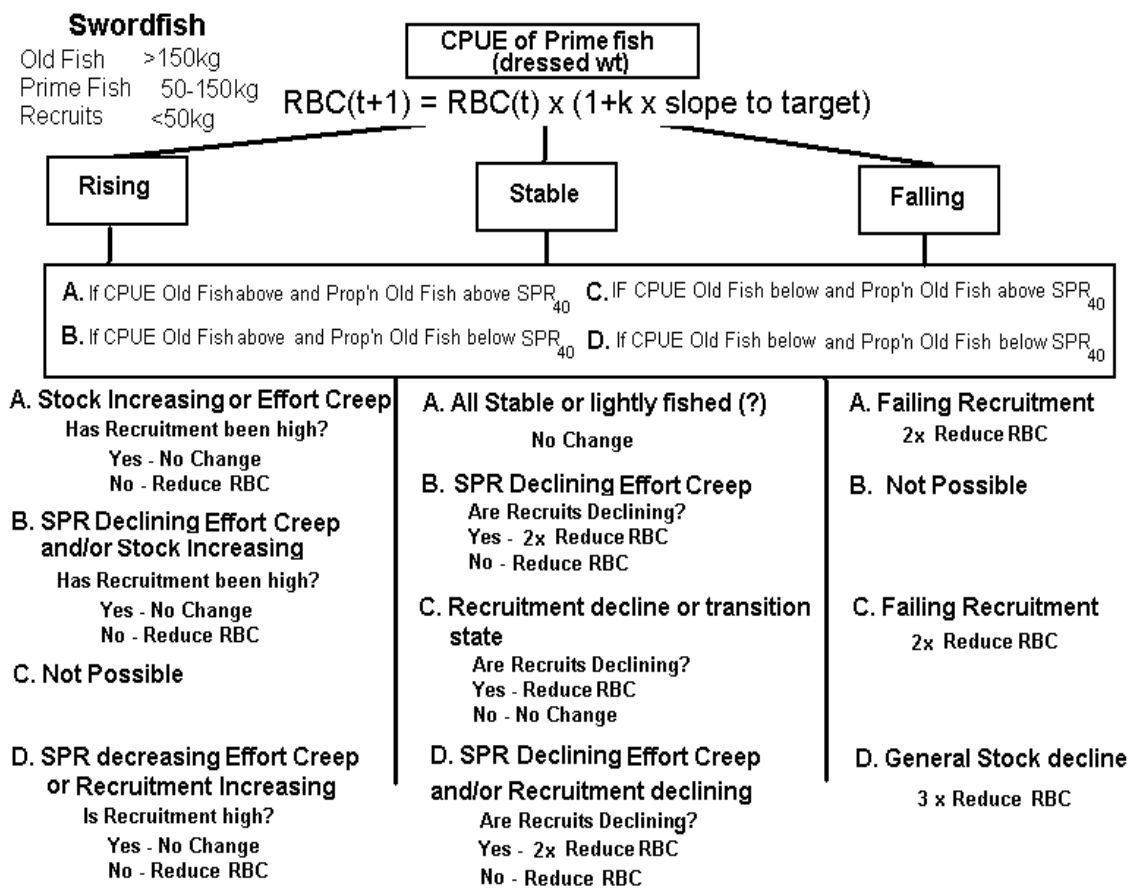 Swordfish
Old Fish >150kg
Prime Fish 50-150kg
Recruits <50kg
CPUE of Prime fish
(dressed wt)
RBC(t+1) = RBC(t) x (1+k x slope to target)
Rising
Stable
Falling
A. If CPUE Old Fish above and Prop'n Old Fish above SPR40
B. If CPUE Old Fish above and Prop'n Old Fish below SPR40
C. IF CPUE Old Fish below and Prop'n Old Fish above SPR40
D. If CPUE Old Fish below and Prop'n Old Fish below SPR40
A. Stock Increasing or Effort Creep
Has Recruitment been high?
Yes - No Change
No - Reduce RBC
B. SPR Declining Effort Creep
and/or Stock Increasing
Has Recruitment been high?
Yes - No Change
No - Reduce RBC
C. Not Possible
D. SPR decreasing Effort Creep
or Recruitment Increasing
Is Recruitment high?
Yes - No Change
No - Reduce RBC
A. All Stable or lightly fished (?)
No Change
B. SPR Declining Effort Creep
Are Recruits Declining?
Yes - 2x Reduce RBC
No - Reduce RBC
C. Recruitment decline or transition
state
Are Recruits Declining?
Yes - Reduce RBC
No - No Change
D. SPR Declining Effort Creep
and/or Recruitment declining
Are Recruits Declining?
Yes - 2x Reduce RBC
No - Reduce RBC
A. Failing Recruitment
2x Reduce RBC
B. Not Possible
C. Failing Recruitment
2x Reduce RBC
D. General Stock decline
3 x Reduce RBC